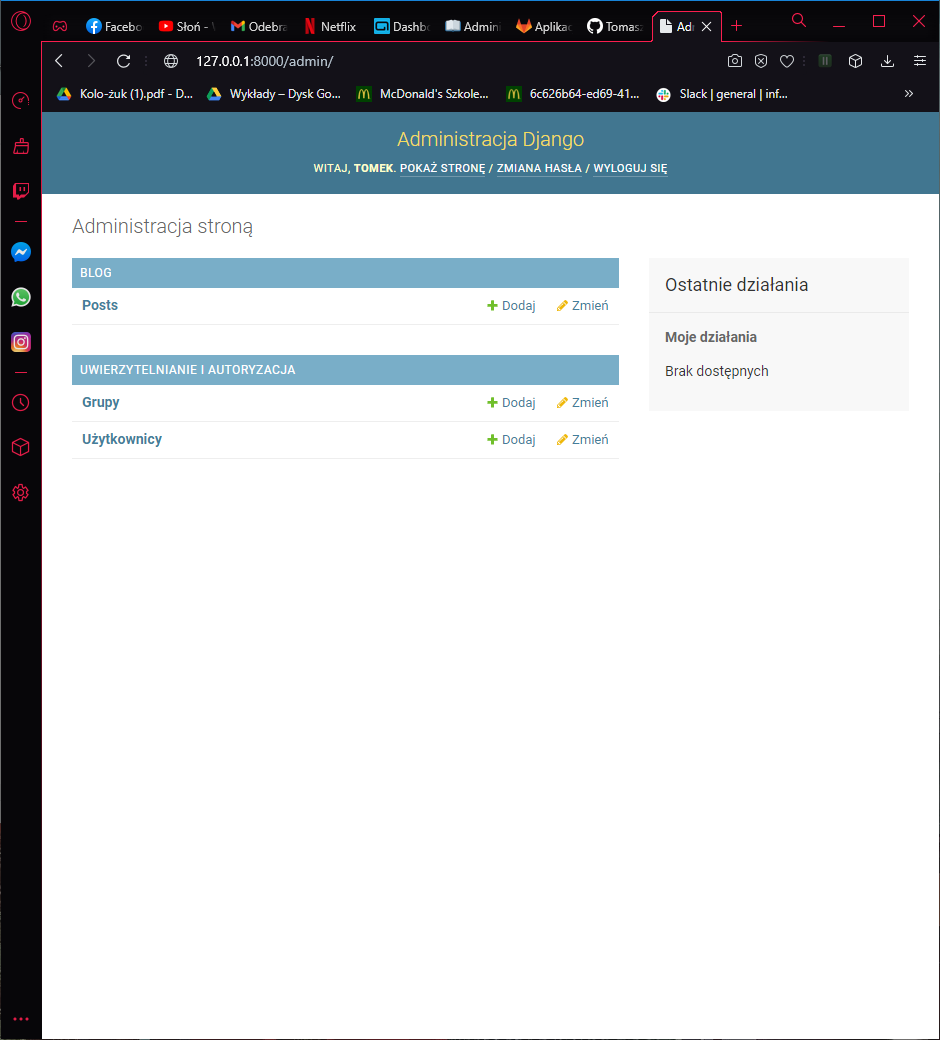 Facebo
Słoń -
Odebra
Netflix
Dashbo
Admini
Aplikac
Tomas
Ad
127.0.0.1:8000/admin/
Kolo-żuk (1).pdf - D...
Wykłady – Dysk Go...
McDonald's Szkole...
6c626b64-ed69-41...
Slack | general | inf...
Administracja Django
WITAJ, TOMEK. POKAŻ STRONĘ / ZMIANA HASŁA / WYLOGUJ SIĘ
Administracja stroną
BLOG
Posts Dodaj Zmień
UWIERZYTELNIANIE I AUTORYZACJA
Grupy Dodaj Zmień
Użytkownicy Dodaj Zmień
Ostatnie działania
Moje działania
Brak dostępnych